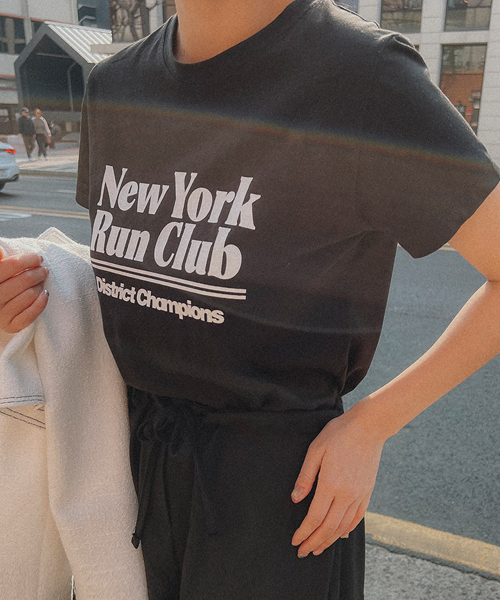 New York
Run Club
District Champions